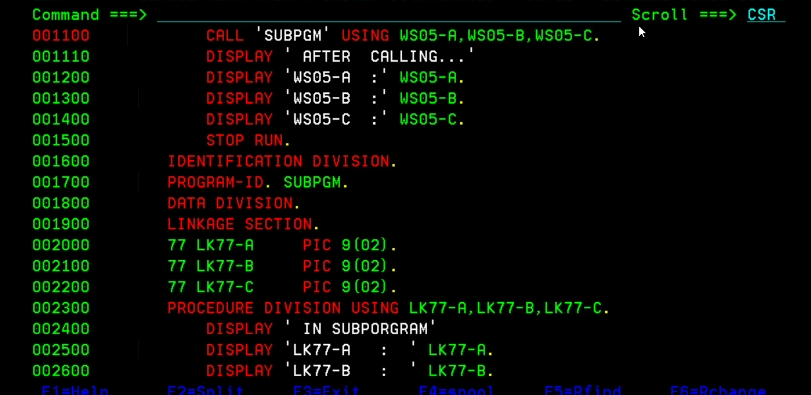 Command ===> Scroll ===> CSR
001100 CALL 'SUBPGM' USING WS05-A,WS05-B,WS05-C.
001110 DISPLAY ' AFTER  CALLING...'
001200 DISPLAY 'WS05-A  :' WS05-A.
001300 DISPLAY 'WS05-B  :' WS05-B.
001400 DISPLAY 'WS05-C  :' WS05-C.
001500 STOP RUN.
001600 IDENTIFICATION DIVISION.
001700 PROGRAM-ID. SUBPGM.
001800 DATA DIVISION.
001900 LINKAGE SECTION.
002000 77 LK77-A     PIC 9(02).
002100 77 LK77-B     PIC 9(02).
002200 77 LK77-C     PIC 9(02).
002300 PROCEDURE DIVISION USING LK77-A,LK77-B,LK77-C.
002400 DISPLAY ' IN SUBPORGRAM'
002500 DISPLAY 'LK77-A   :  ' LK77-A.
002600 DISPLAY 'LK77-B   :  ' LK77-B.
F1=Help F2=Split F3=Exit F4=spool F5=Rfind F6=Rchange